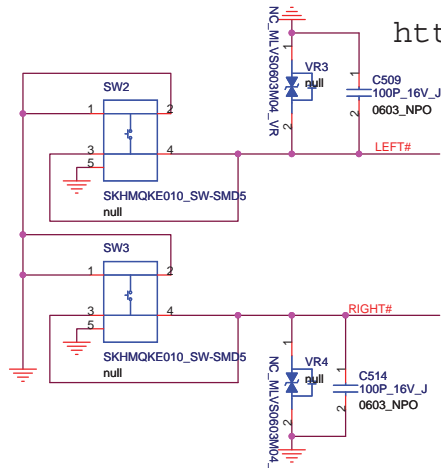 htt
NC_MLVS0603M04_VR
1
VR3
null
2
1
C509
100P_16V_J
0603_NPO
2
SW2
1
2
3
4
5
LEFT#
SKHMQKE010_SW-SMD5
null
SW3
1
2
3
4
5
RIGHT#
SKHMQKE010_SW-SMD5
null
NC_MLVS0603M04_
1
VR4
null
2
1
C514
100P_16V_J
0603_NPO
2